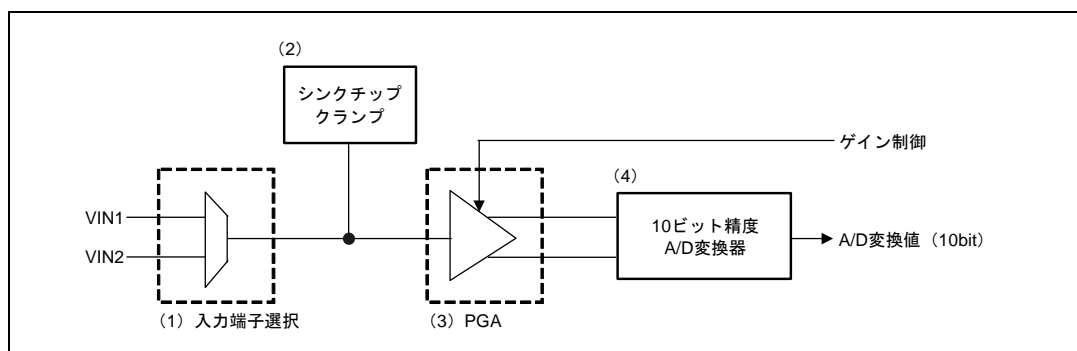 （2）
シンクチップ
クランプ
ゲイン制御
（4）
VIN1
VIN2
10ビット精度
A/D変換器
A/D変換値（10bit）
（1）入力端子選択
（3）PGA